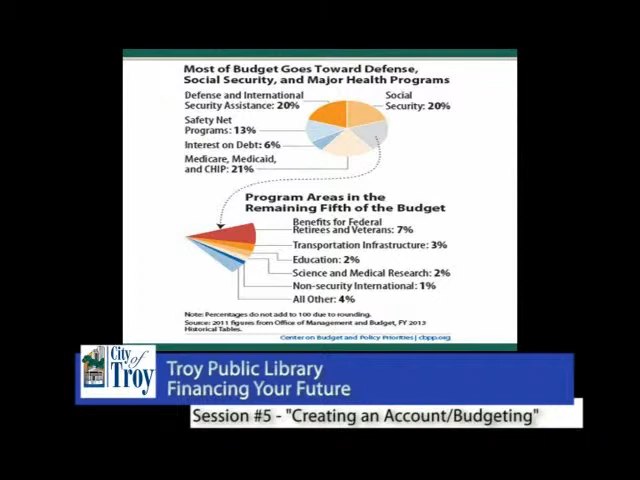 Most of Budget Goes Toward Defense,
Social Security, and Major Health Programs
Defense and International
Security Assistance: 20%
Social
Security: 20%
Safety Net
Programs: 13%
Interest on Debt: 6%
Medicare, Medicaid,
and CHIP: 21%
Program Areas in the
Remaining Fifth of the Budget
Benefits for Federal
Retirees and Veterans: 7%
Transportation Infrastructure: 3%
Education: 2%
Science and Medical Research: 2%
Non-security International: 1%
All Other: 4%
Note: Percentages do not add to 100 due to rounding.
Source: 2011 figures from Office of Management and Budget, FY 2013
Historical Tables.
Center on Budget and Policy Priorities | cbpp.org
City of
Troy
Troy Public Library
Financing Your Future
Session #5 - "Creating an Account/Budgeting"